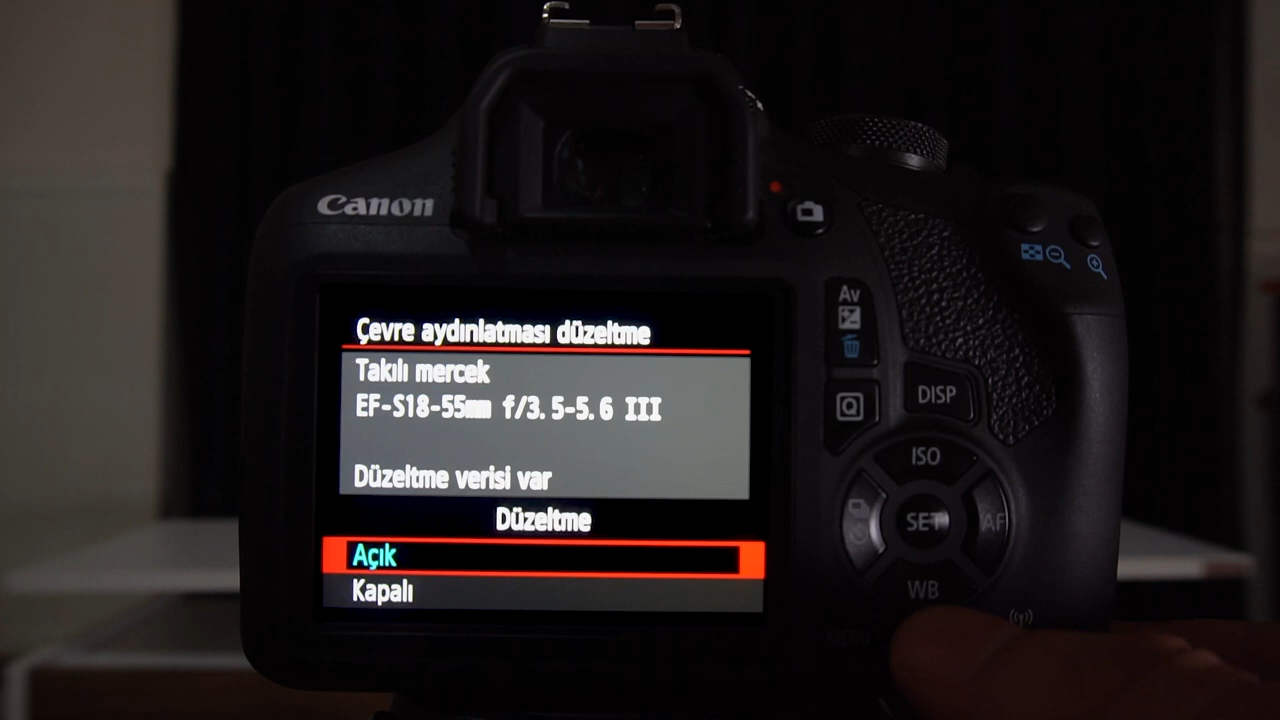 Canon
Av
Q
DISP
ISO
SET
AF
WB
Çevre aydınlatması düzeltme
Takılı mercek
EF-S18-55mm f/3.5-5.6 III
Düzeltme verisi var
Düzeltme
Açık
Kapalı